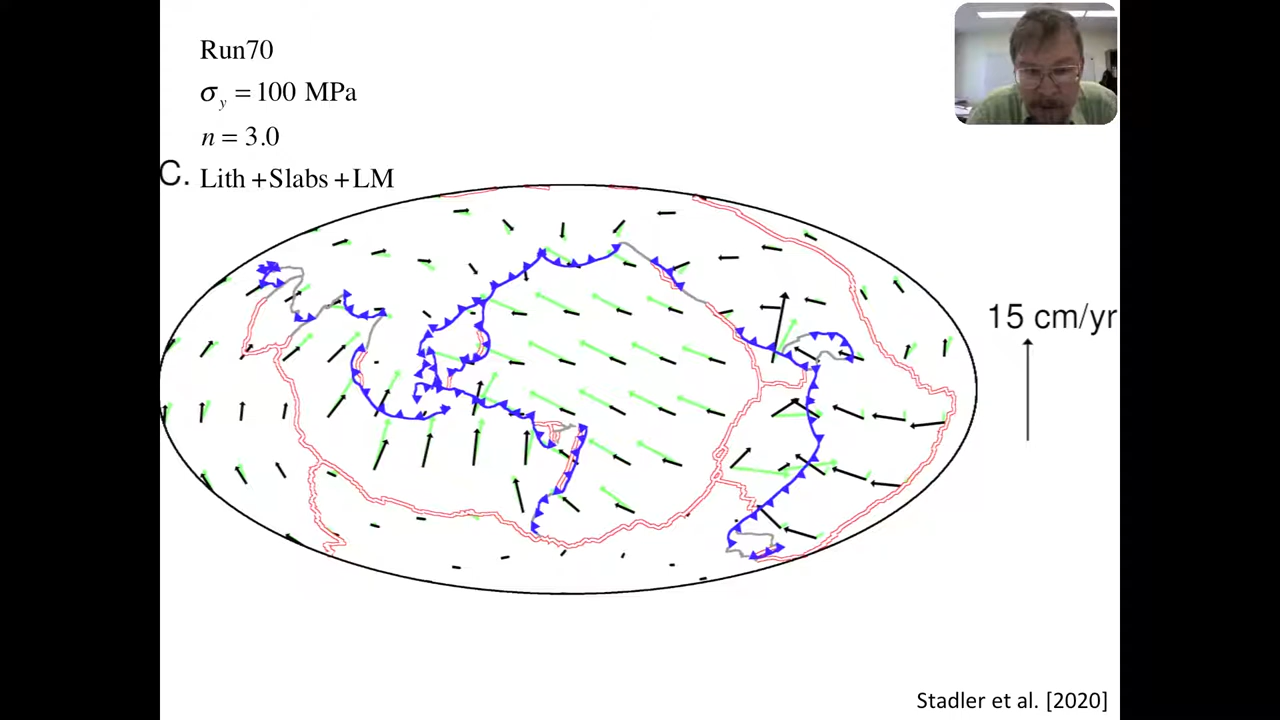 Run70
σy = 100 MPa
n = 3.0
C. Lith + Slabs + LM
15 cm/yr
Stadler et al. [2020]